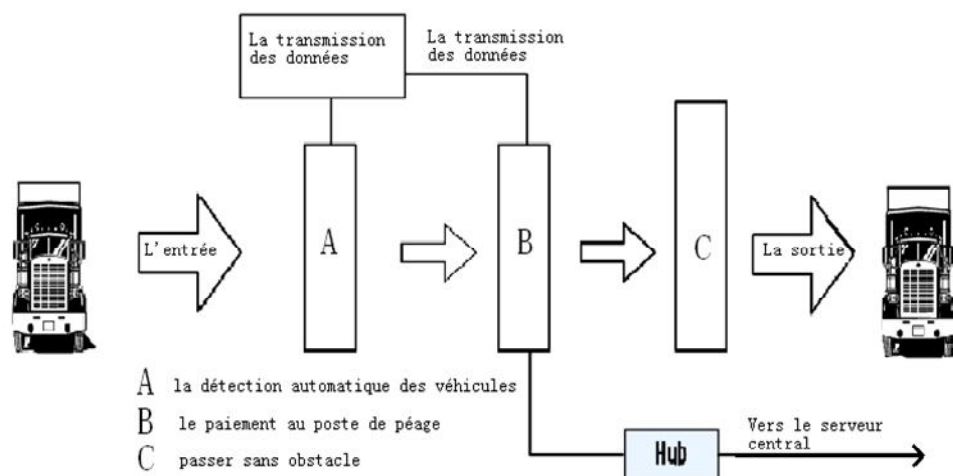 La transmission
des données
La transmission
des données
L'entrée
A
B
C
La sortie
A la détection automatique des véhicules
B le paiement au poste de péage
C passer sans obstacle
Hub
Vers le serveur
central